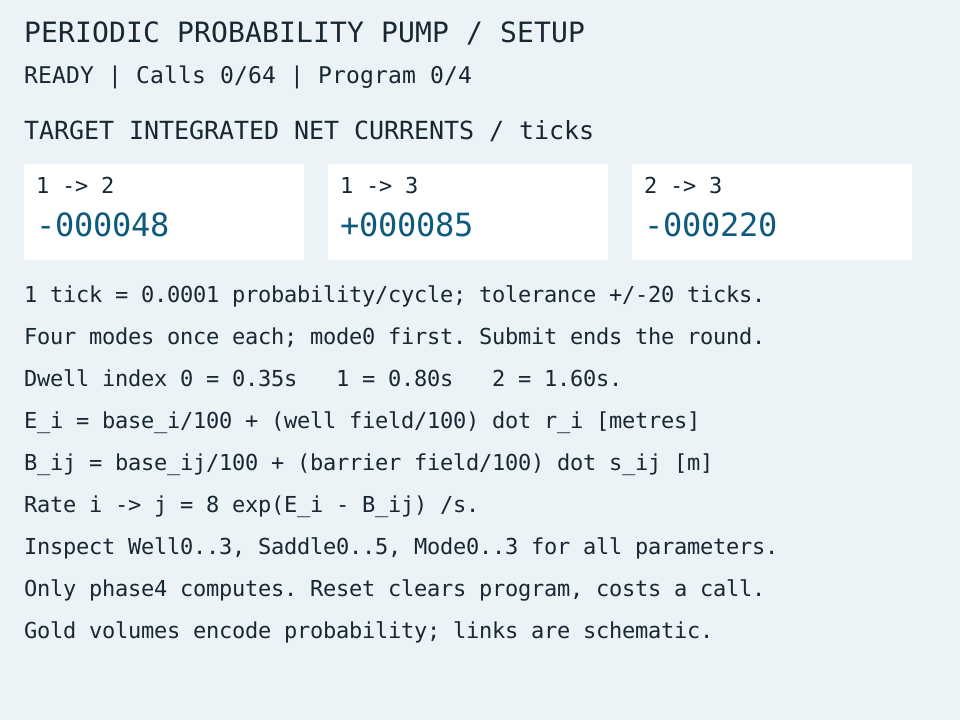 PERIODIC PROBABILITY PUMP / SETUP
READY | Calls 0/64 | Program 0/4
TARGET INTEGRATED NET CURRENTS / ticks
1 -> 2
-000048
1 -> 3
+000085
2 -> 3
-000220
1 tick = 0.0001 probability/cycle; tolerance +/-20 ticks.
Four modes once each; mode0 first. Submit ends the round.
Dwell index 0 = 0.35s   1 = 0.80s   2 = 1.60s.
E_i = base_i/100 + (well field/100) dot r_i [metres]
B_ij = base_ij/100 + (barrier field/100) dot s_ij [m]
Rate i -> j = 8 exp(E_i - B_ij) /s.
Inspect Well0..3, Saddle0..5, Mode0..3 for all parameters.
Only phase4 computes. Reset clears program, costs a call.
Gold volumes encode probability; links are schematic.